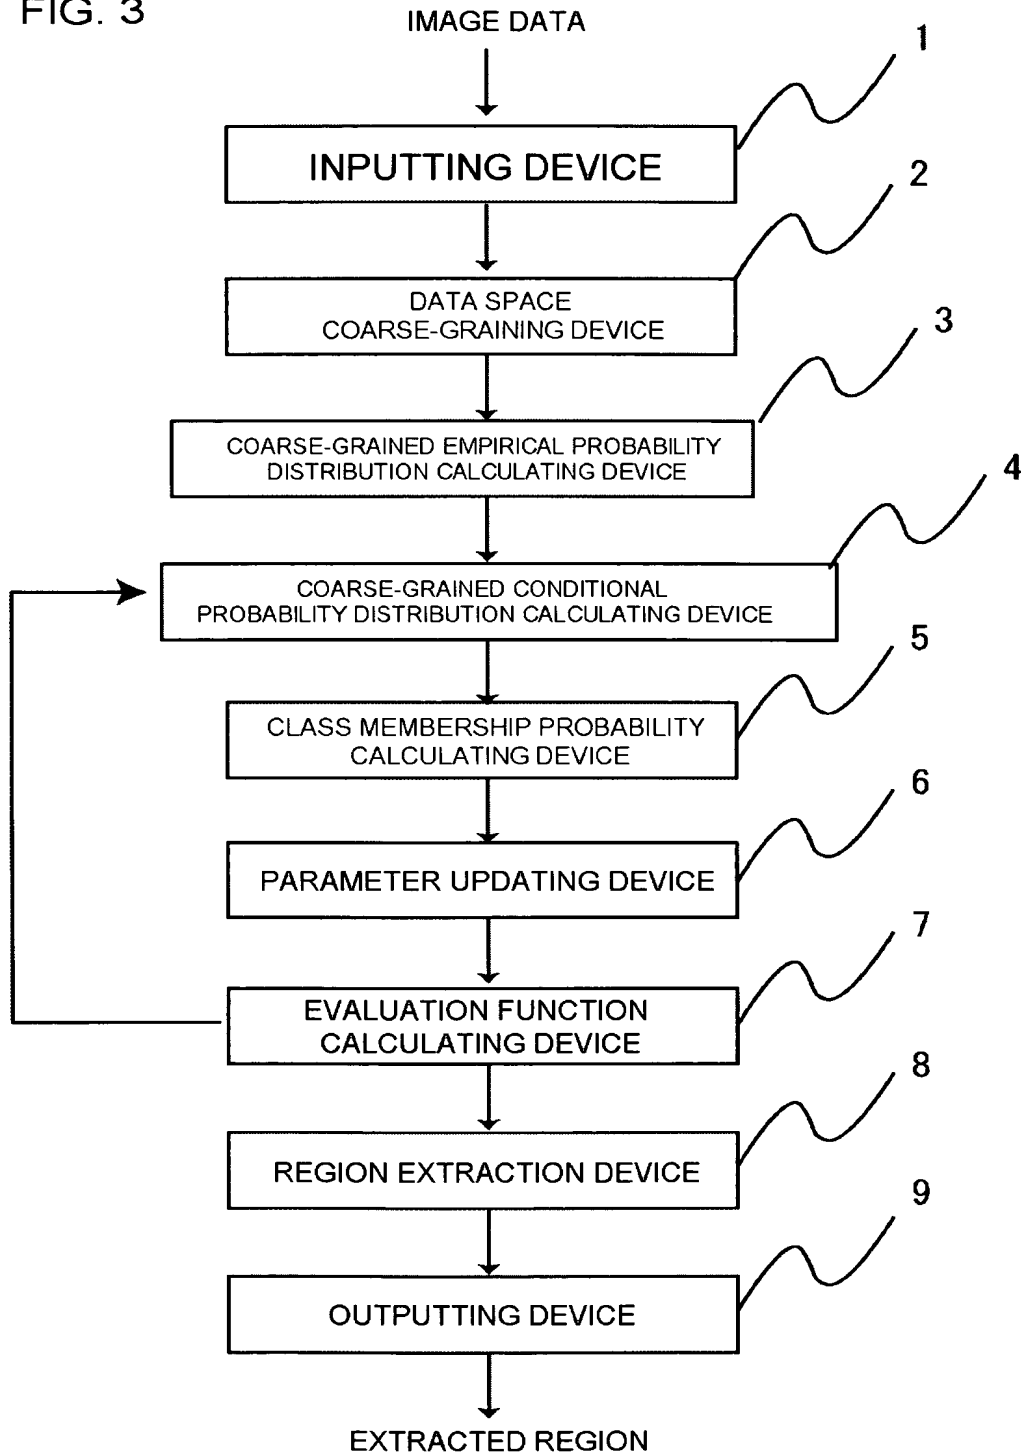 FIG. 3
IMAGE DATA
1
INPUTTING DEVICE
2
DATA SPACE
COARSE-GRAINING DEVICE
3
COARSE-GRAINED EMPIRICAL PROBABILITY
DISTRIBUTION CALCULATING DEVICE
4
COARSE-GRAINED CONDITIONAL
PROBABILITY DISTRIBUTION CALCULATING DEVICE
5
CLASS MEMBERSHIP PROBABILITY
CALCULATING DEVICE
6
PARAMETER UPDATING DEVICE
7
EVALUATION FUNCTION
CALCULATING DEVICE
8
REGION EXTRACTION DEVICE
9
OUTPUTTING DEVICE
EXTRACTED REGION